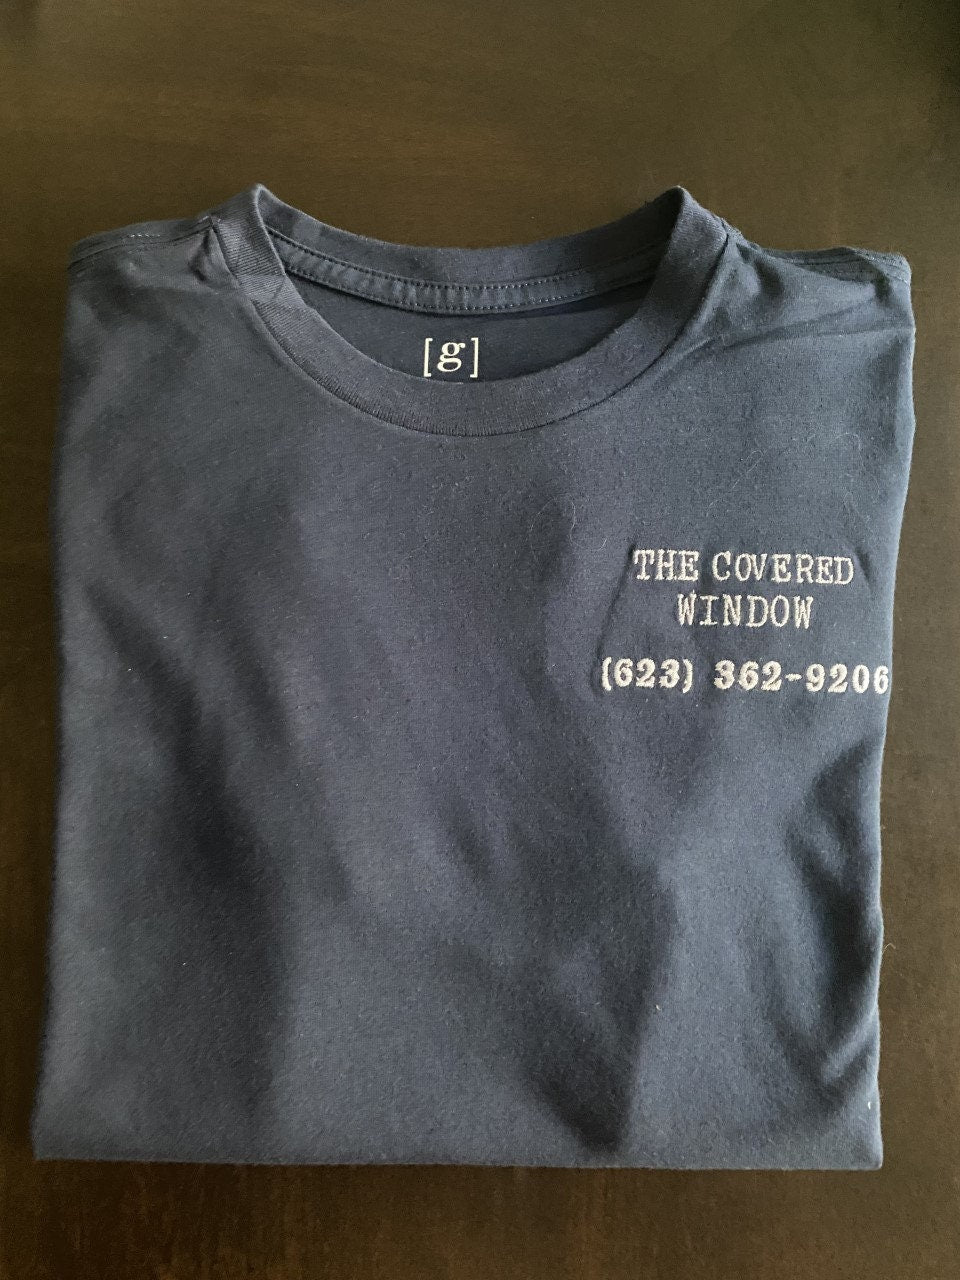 [g]
THE COVERED
WINDOW
(623) 362-9206